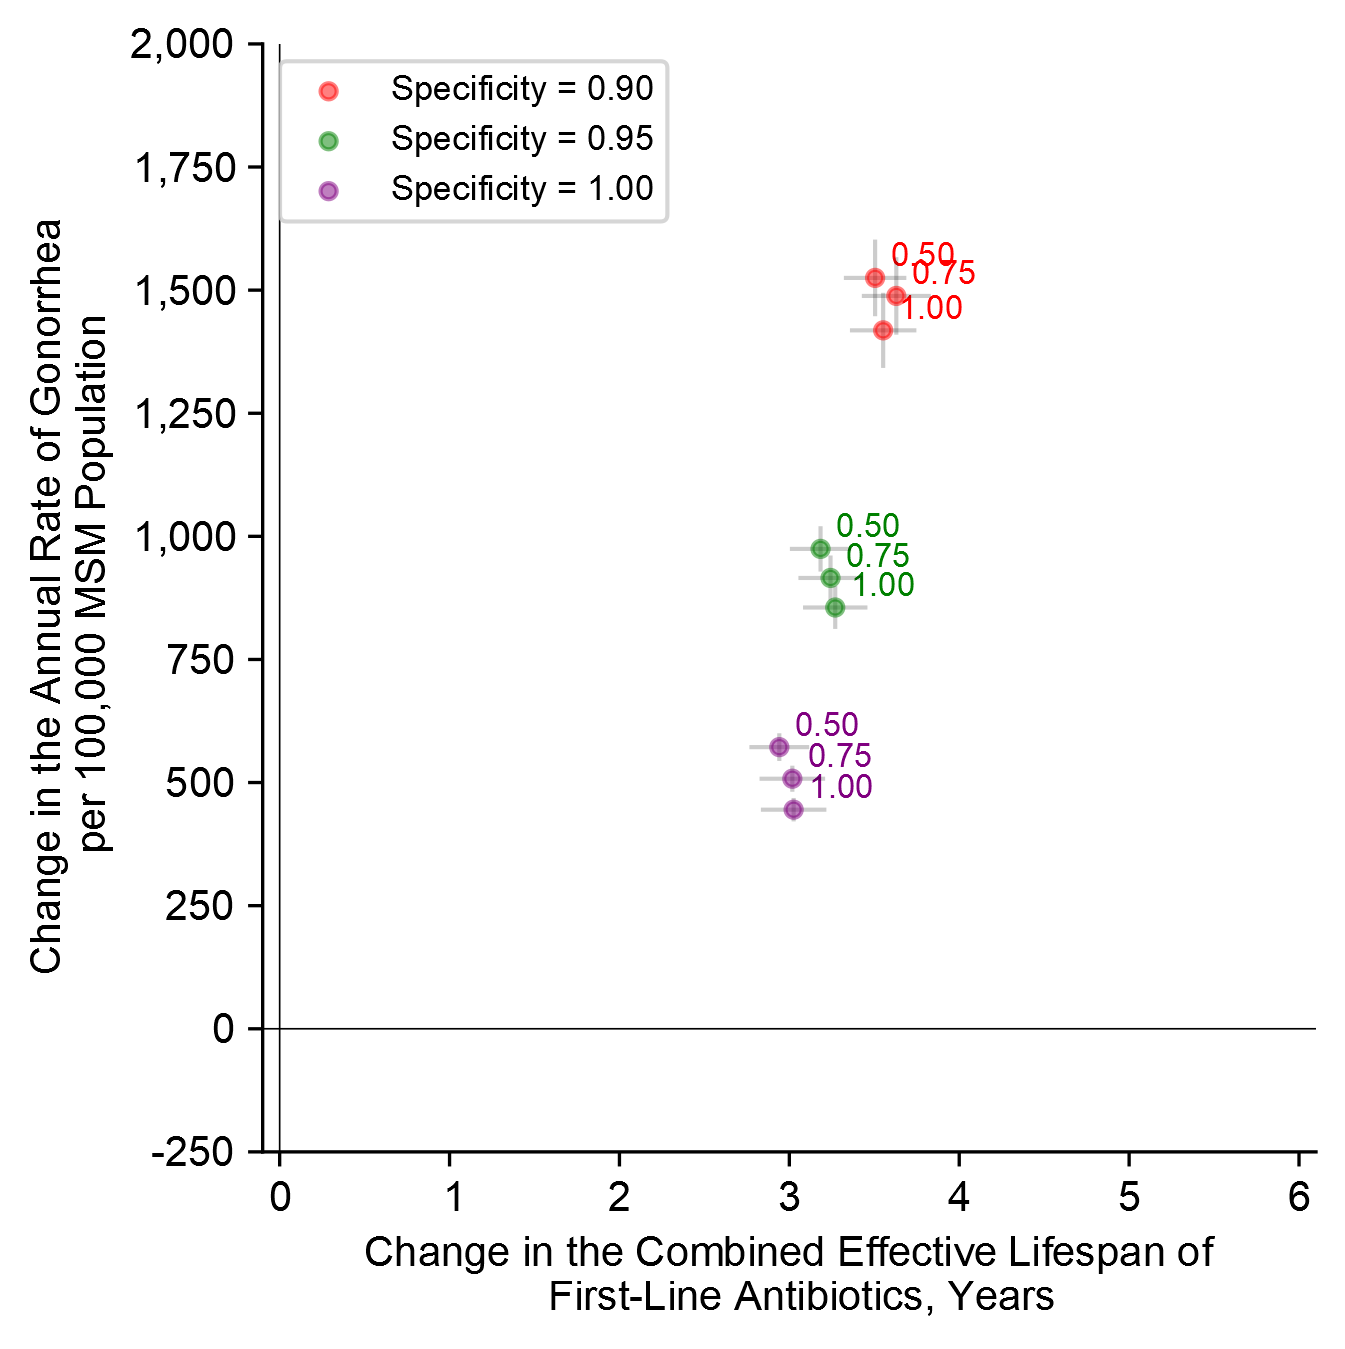 2,000
1,750
1,500
1,250
1,000
750
500
250
0
-250
Change in the Annual Rate of Gonorrhea
per 100,000 MSM Population
Specificity = 0.90
Specificity = 0.95
Specificity = 1.00
0.50
0.75
1.00
0.50
0.75
1.00
0.50
0.75
1.00
0 1 2 3 4 5 6
Change in the Combined Effective Lifespan of
First-Line Antibiotics, Years